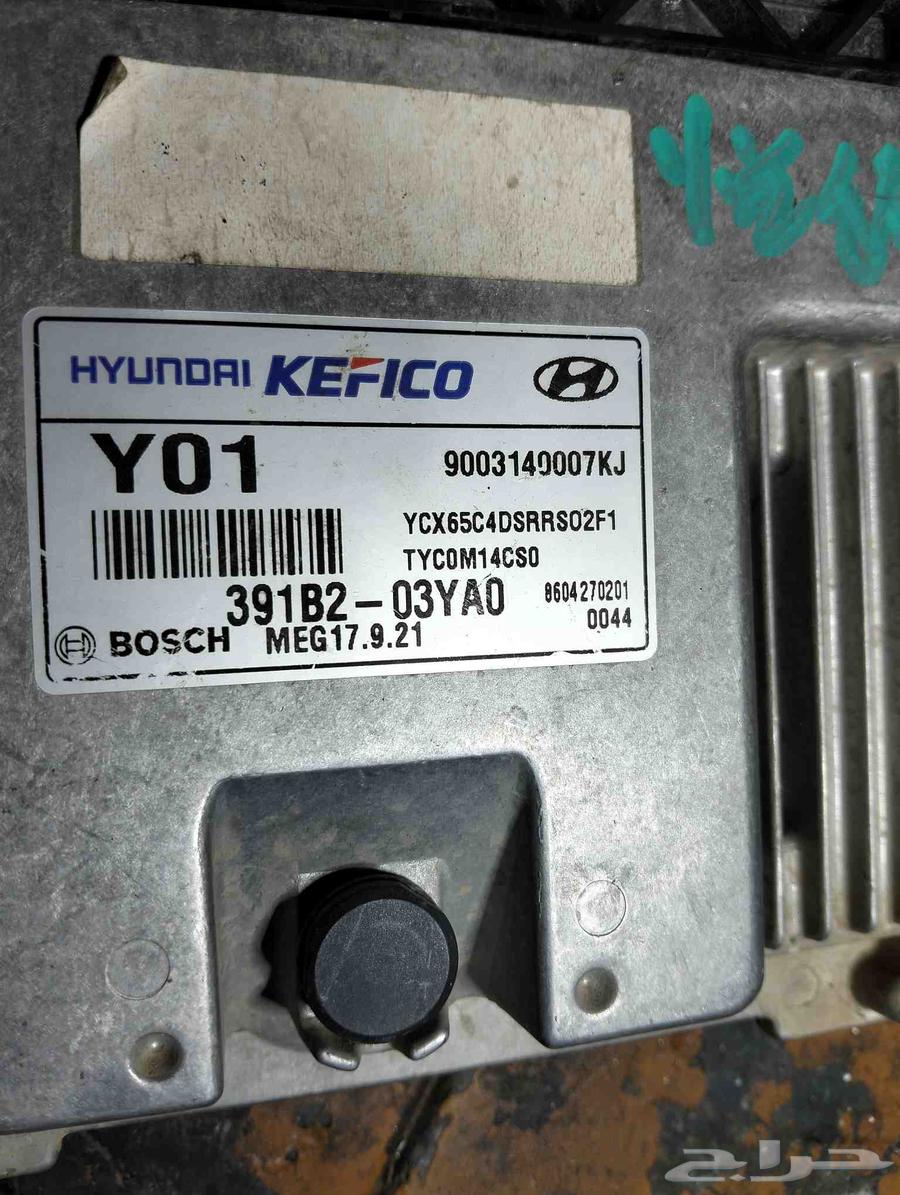 HYUNDAI KEFICO
Y01
9003140007KJ
YCX65C4DSRRS02F1
TYC0M14CS0
391B2-03YA0
8604270201
0044
BOSCH MEG17.9.21
حراج